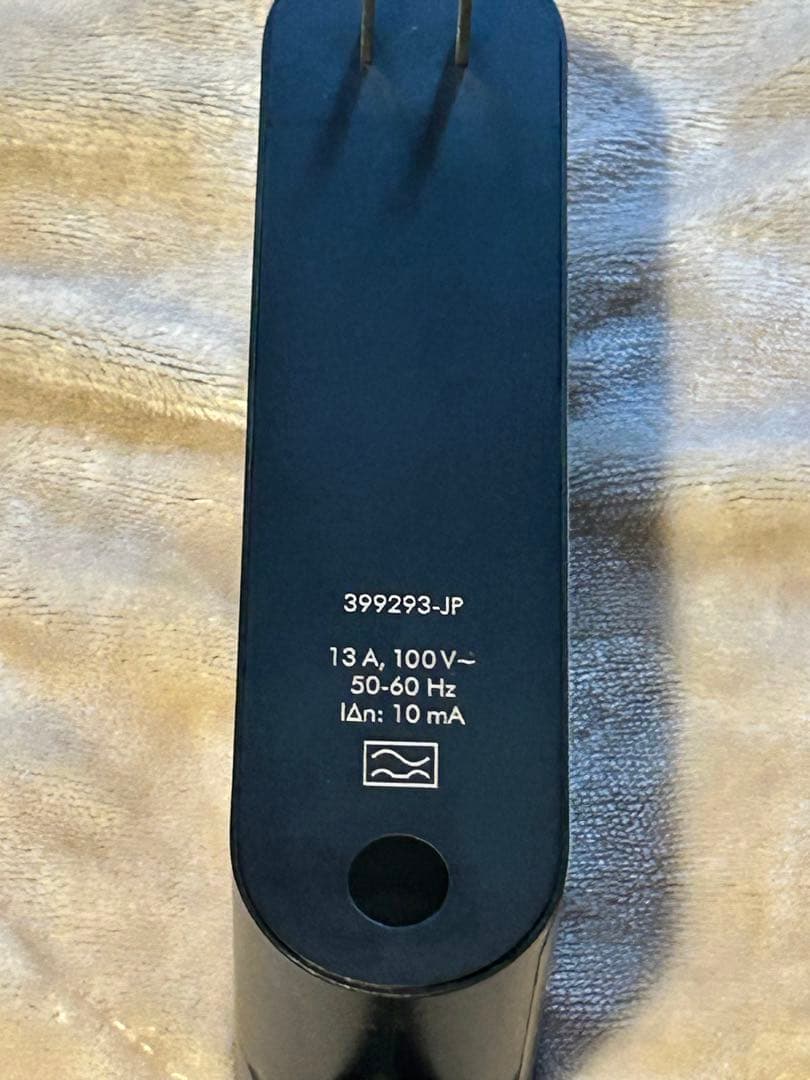 399293-JP
13 A, 100 V~
50-60 Hz
IΔn: 10 mA